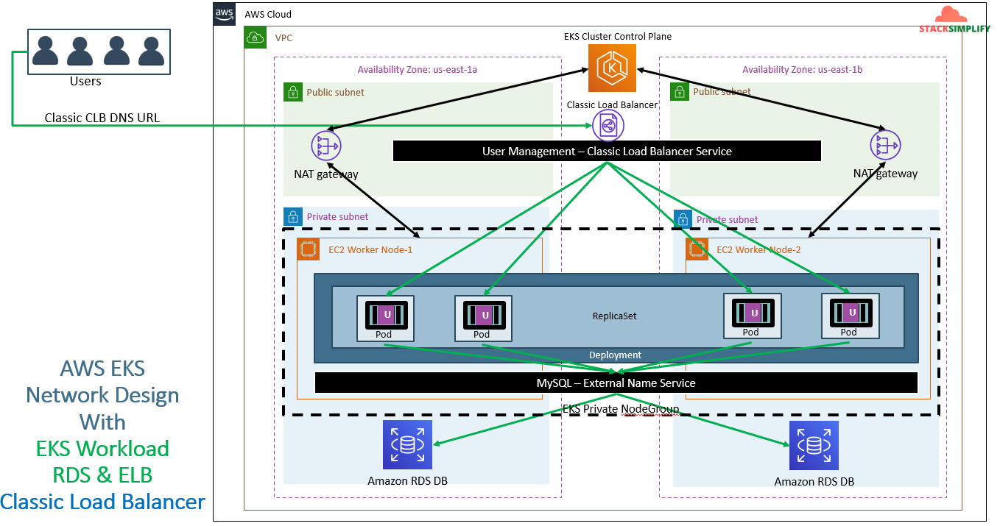 aws
AWS Cloud
STACKSIMPLIFY
VPC
EKS Cluster Control Plane
Users
Availability Zone: us-east-1a
Availability Zone: us-east-1b
K
Public subnet
Public subnet
Classic Load Balancer
Classic CLB DNS URL
User Management – Classic Load Balancer Service
NAT gateway
NAT gateway
Private subnet
Private subnet
EC2 Worker Node-1
EC2 Worker Node-2
U
U
U
U
ReplicaSet
Pod
Pod
Pod
Pod
Deployment
MySQL – External Name Service
EKS Private NodeGroup
Amazon RDS DB
Amazon RDS DB
AWS EKS
Network Design
With
EKS Workload
RDS & ELB
Classic Load Balancer